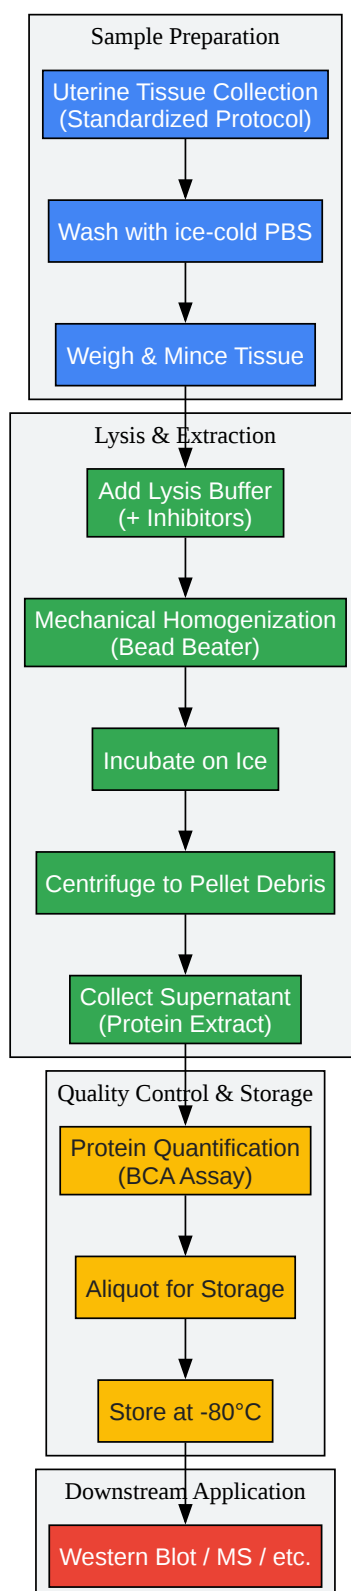 Sample Preparation
Uterine Tissue Collection
(Standardized Protocol)
Wash with ice-cold PBS
Weigh & Mince Tissue
Lysis & Extraction
Add Lysis Buffer
(+ Inhibitors)
Mechanical Homogenization
(Bead Beater)
Incubate on Ice
Centrifuge to Pellet Debris
Collect Supernatant
(Protein Extract)
Quality Control & Storage
Protein Quantification
(BCA Assay)
Aliquot for Storage
Store at -80°C
Downstream Application
Western Blot / MS / etc.